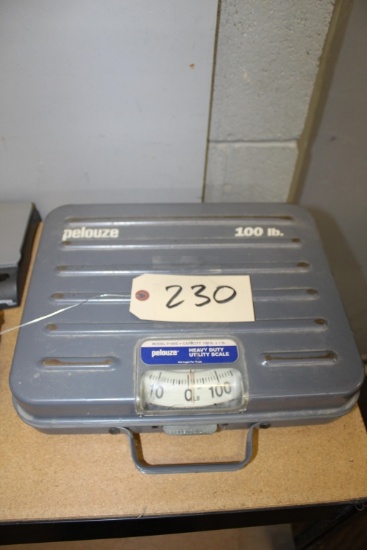 pelouze 100 lb.
230
pelouze HEAVY DUTY
UTILITY SCALE
10 0 100